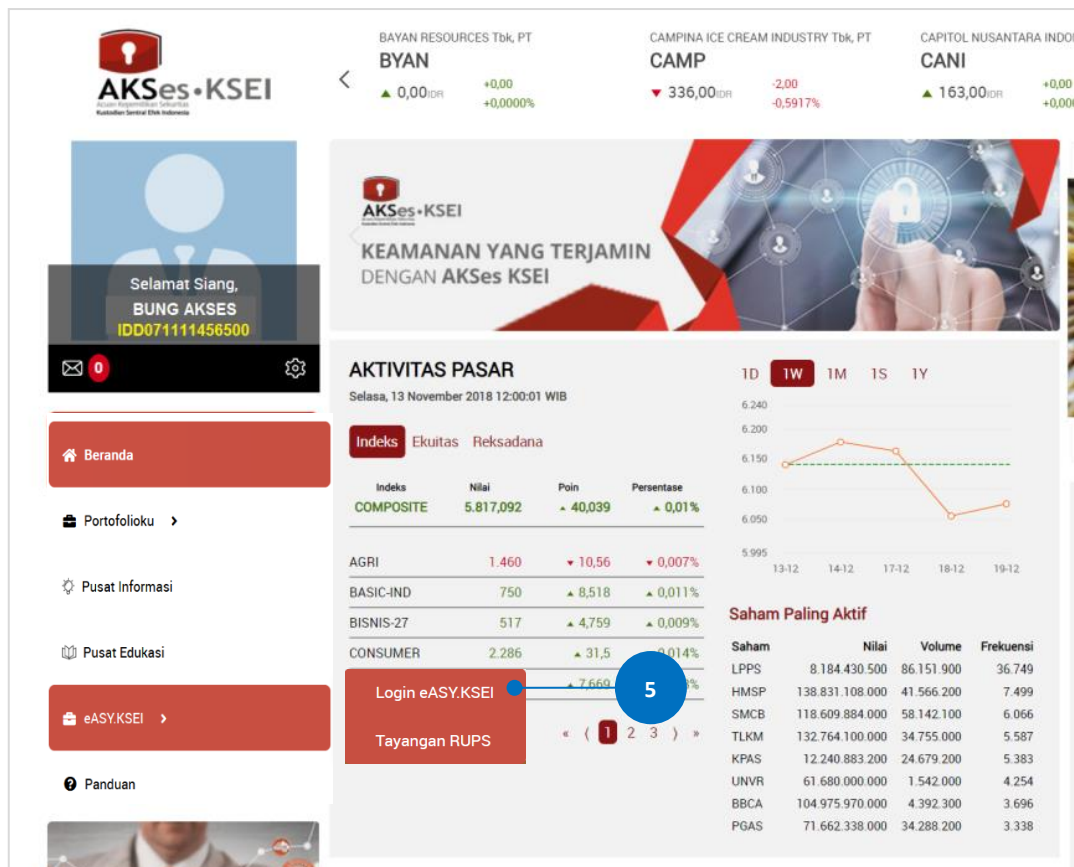 AKSes•KSEI
Acuan Kepemilikan Sekuritas
Kustodian Sentral Efek Indonesia
BAYAN RESOURCES Tbk, PT
BYAN
▲ 0,00IDR
+0,00
+0,0000%
CAMPINA ICE CREAM INDUSTRY Tbk, PT
CAMP
▼ 336,00IDR
-2,00
-0,5917%
CAPITOL NUSANTARA INDO
CANI
▲ 163,00IDR
+0,00
Selamat Siang,
BUNG AKSES
IDD071111456500
0
Beranda
Portofolioku >
Pusat Informasi
Pusat Edukasi
eASY.KSEI >
Panduan
AKSes•KSEI
KEAMANAN YANG TERJAMIN
DENGAN AKSes KSEI
AKTIVITAS PASAR
Selasa, 13 November 2018 12:00:01 WIB
Indeks Ekuitas Reksadana
Indeks Nilai Poin Persentase
COMPOSITE 5.817,092 ▲ 40,039 ▲ 0,01%
AGRI 1.460 ▼ 10,56 ▼ 0,007%
BASIC-IND 750 ▲ 8,518 ▲ 0,011%
BISNIS-27 517 ▲ 4,759 ▲ 0,009%
CONSUMER 2.286 ▲ 31,5 0,014%
▲ 7,669
Login eASY.KSEI
5
Tayangan RUPS
« ( 1 2 3 ) »
1D 1W 1M 1S 1Y
6.240
6.200
6.150
6.100
6.050
5.995
13-12 14-12 17-12 18-12 19-12
Saham Paling Aktif
Saham Nilai Volume Frekuensi
LPPS 8.184.430.500 86.151.900 36.749
HMSP 138.831.108.000 41.566.200 7.499
SMCB 118.609.884.000 58.142.100 6.066
TLKM 132.764.100.000 34.755.000 5.587
KPAS 12.240.883.200 24.679.200 5.383
UNVR 61.680.000.000 1.542.000 4.254
BBCA 104.975.970.000 4.392.300 3.696
PGAS 71.662.338.000 34.288.200 3.338